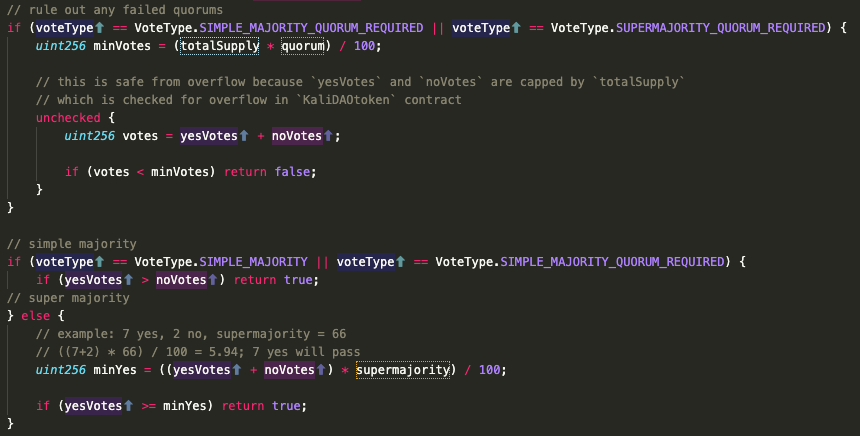 // rule out any failed quorums
if (voteType⬆ == VoteType.SIMPLE_MAJORITY_QUORUM_REQUIRED || voteType⬆ == VoteType.SUPERMAJORITY_QUORUM_REQUIRED) {
uint256 minVotes = (totalSupply * quorum) / 100;
// this is safe from overflow because `yesVotes` and `noVotes` are capped by `totalSupply`
// which is checked for overflow in `KaliDAOtoken` contract
unchecked {
uint256 votes = yesVotes⬆ + noVotes⬆;
if (votes < minVotes) return false;
}
}
// simple majority
if (voteType⬆ == VoteType.SIMPLE_MAJORITY || voteType⬆ == VoteType.SIMPLE_MAJORITY_QUORUM_REQUIRED) {
if (yesVotes⬆ > noVotes⬆) return true;
// super majority
} else {
// example: 7 yes, 2 no, supermajority = 66
// ((7+2) * 66) / 100 = 5.94; 7 yes will pass
uint256 minYes = ((yesVotes⬆ + noVotes⬆) * supermajority) / 100;
if (yesVotes⬆ >= minYes) return true;
}